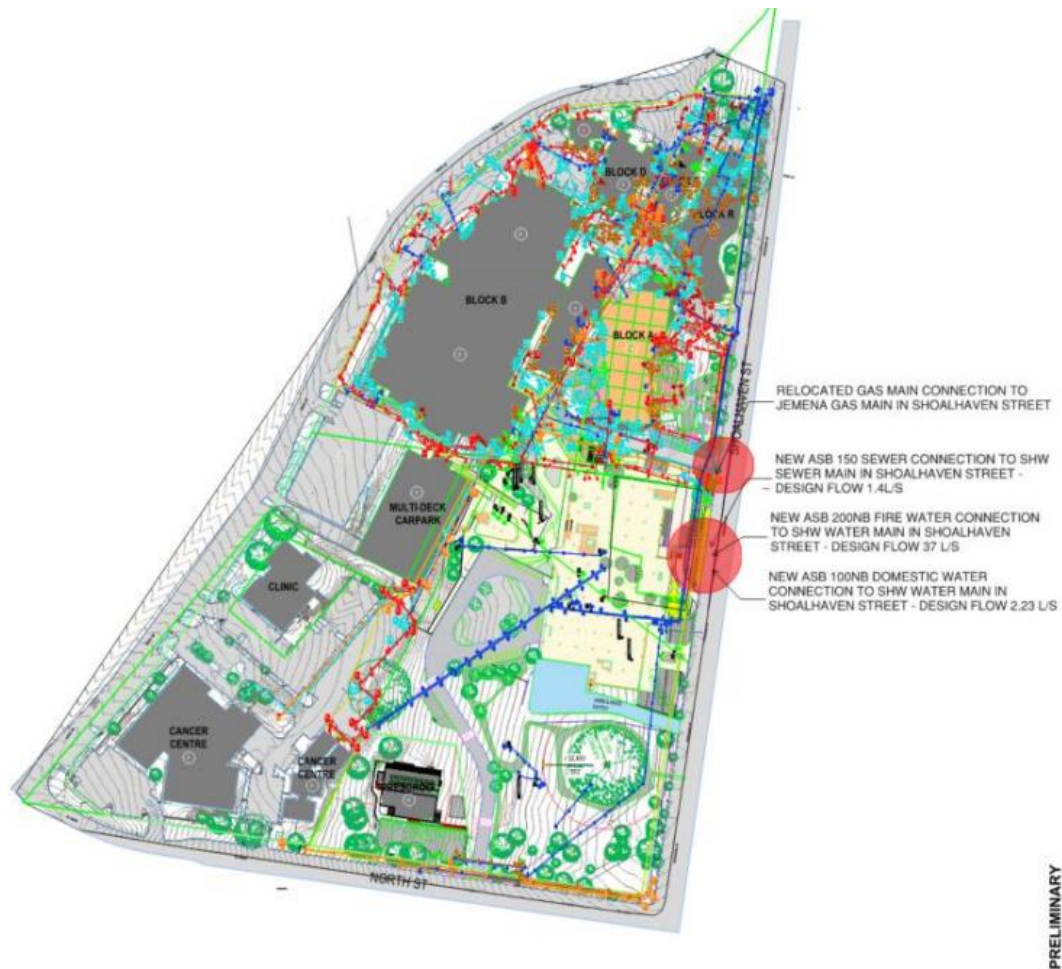 BLOCK D
BLOCK B
BLOCK A
SHOALHAVEN ST
RELOCATED GAS MAIN CONNECTION TO
JEMENA GAS MAIN IN SHOALHAVEN STREET
NEW ASB 150 SEWER CONNECTION TO SHW
SEWER MAIN IN SHOALHAVEN STREET -
DESIGN FLOW 1.4L/S
NEW ASB 200NB FIRE WATER CONNECTION
TO SHW WATER MAIN IN SHOALHAVEN
STREET - DESIGN FLOW 37 L/S
NEW ASB 100NB DOMESTIC WATER
CONNECTION TO SHW WATER MAIN IN
SHOALHAVEN STREET - DESIGN FLOW 2.23 L/S
MULTI-DECK
CARPARK
CLINIC
CANCER
CENTRE
CANCER
CENTRE
NORTH ST
PRELIMINARY